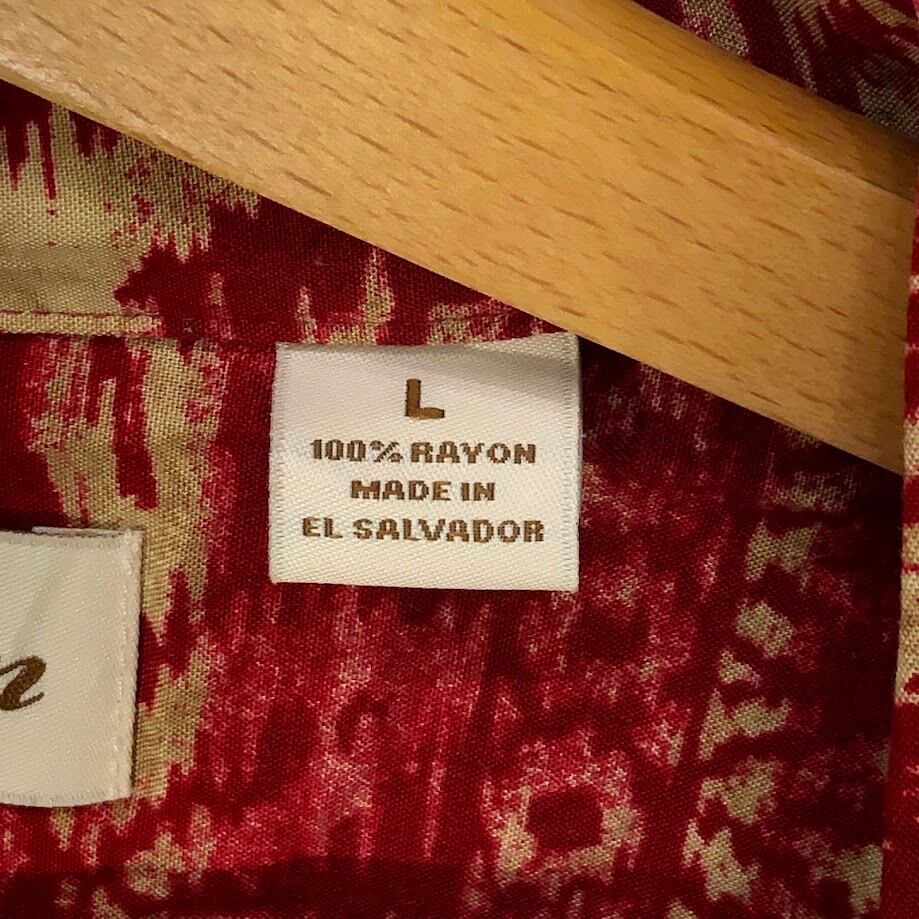 L
100% RAYON
MADE IN
EL SALVADOR
n